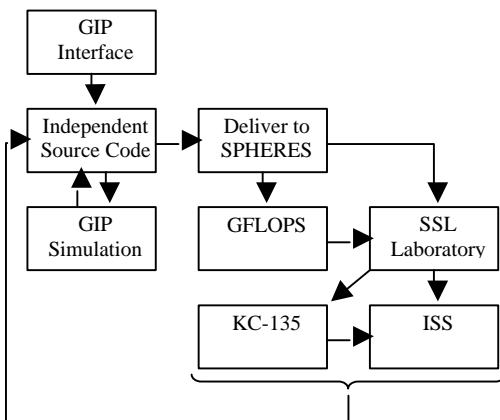 GIP
Interface
Independent
Source Code
Deliver to
SPHERES
GIP
Simulation
GFLOPS
SSL
Laboratory
KC-135
ISS